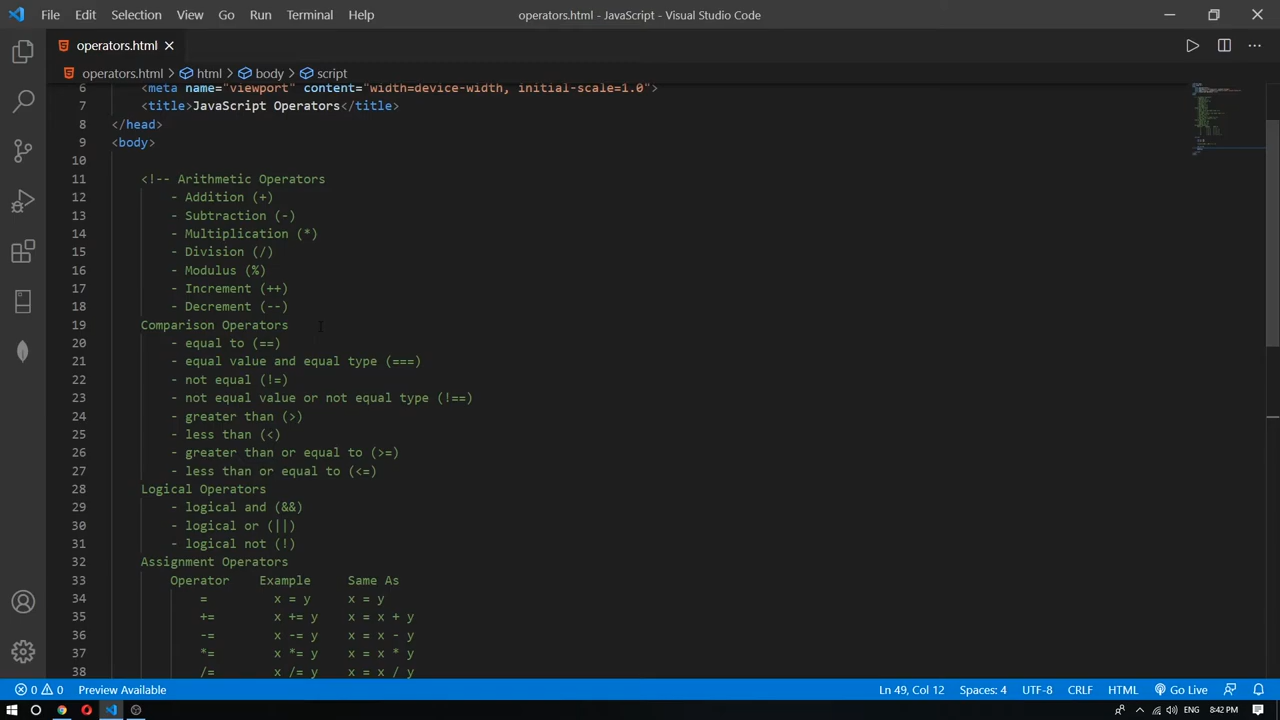 File Edit Selection View Go Run Terminal Help operators.html - JavaScript - Visual Studio Code
operators.html
operators.html html body script
6 <meta name="viewport" content="width=device-width, initial-scale=1.0">
7 <title>JavaScript Operators</title>
8 </head>
9 <body>
10
11 <!-- Arithmetic Operators
12 - Addition (+)
13 - Subtraction (-)
14 - Multiplication (*)
15 - Division (/)
16 - Modulus (%)
17 - Increment (++)
18 - Decrement (--)
19 Comparison Operators
20 - equal to (==)
21 - equal value and equal type (===)
22 - not equal (!=)
23 - not equal value or not equal type (!==)
24 - greater than (>)
25 - less than (<)
26 - greater than or equal to (>=)
27 - less than or equal to (<=)
28 Logical Operators
29 - logical and (&&)
30 - logical or (||)
31 - logical not (!)
32 Assignment Operators
33 Operator Example Same As
34 = x = y x = y
35 += x += y x = x + y
36 -= x -= y x = x - y
37 *= x *= y x = x * y
38 /= x /= y x = x / y
0 0 Preview Available Ln 49, Col 12 Spaces: 4 UTF-8 CRLF HTML Go Live
ENG 8:42 PM